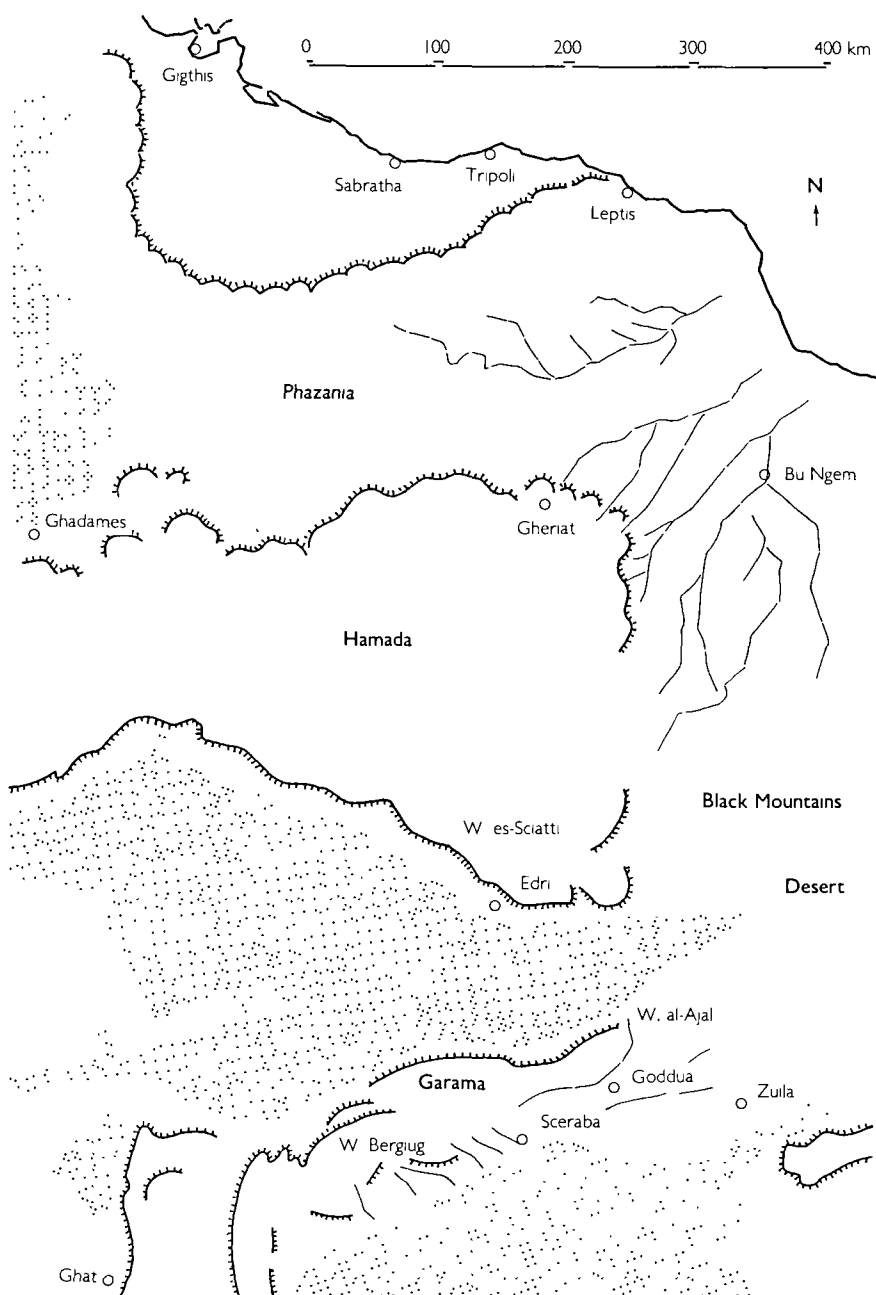 0 100 200 300 400 km
Gigthis
Sabratha
Tripoli
N
Leptis
Phazania
Bu Ngem
Ghadames
Gheriat
Hamada
Black Mountains
W es-Sciatti
Edri
Desert
W. al-Ajal
Garama
Goddua
Zuila
Sceraba
W Bergiug
Ghat